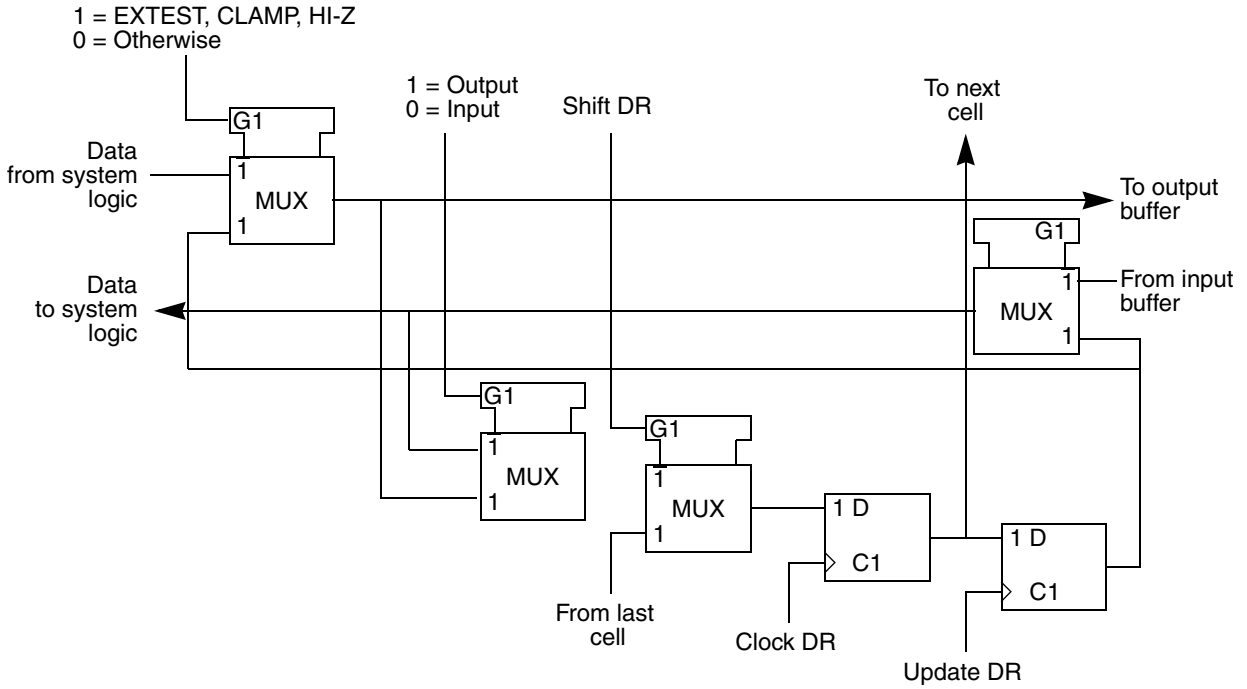 1 = EXTEST, CLAMP, HI-Z
0 = Otherwise
1 = Output
0 = Input
Shift DR
To next
cell
G1
Data
from system
logic
1
MUX
1
To output
buffer
G1
Data
to system
logic
1
MUX
1
From input
buffer
G1
1
MUX
1
G1
1
MUX
1
1 D
C1
1 D
C1
From last
cell
Clock DR
Update DR